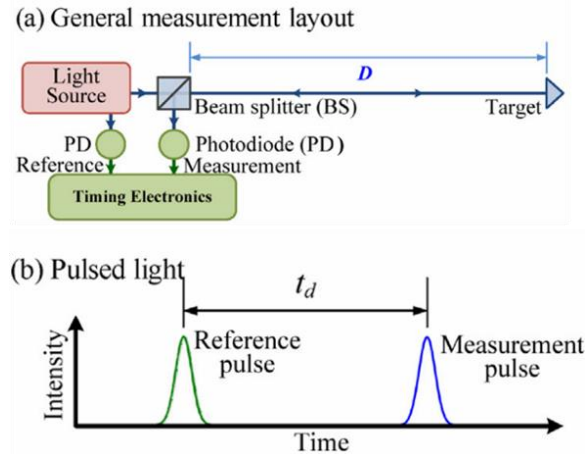 (a) General measurement layout
Light
Source
D
Beam splitter (BS)
Target
PD
Photodiode (PD)
Reference
Measurement
Timing Electronics
(b) Pulsed light
t_d
Reference
pulse
Measurement
pulse
Intensity
Time